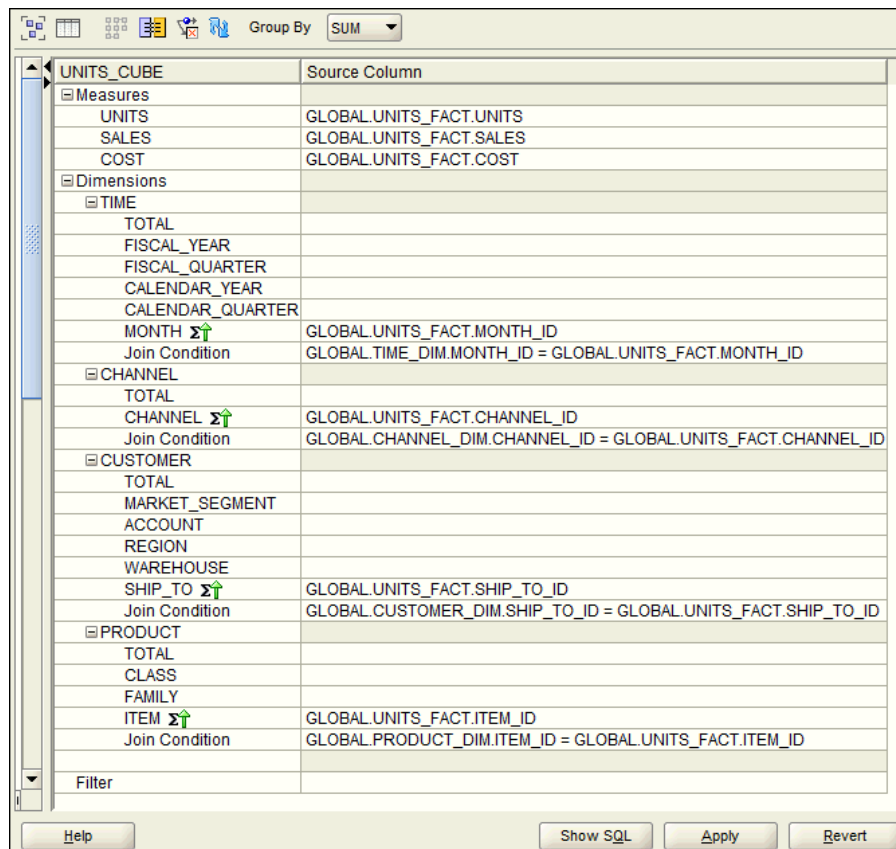 Group By SUM
UNITS_CUBE Source Column
Measures
UNITS GLOBAL.UNITS_FACT.UNITS
SALES GLOBAL.UNITS_FACT.SALES
COST GLOBAL.UNITS_FACT.COST
Dimensions
TIME
TOTAL
FISCAL_YEAR
FISCAL_QUARTER
CALENDAR_YEAR
CALENDAR_QUARTER
MONTH Σ GLOBAL.UNITS_FACT.MONTH_ID
Join Condition GLOBAL.TIME_DIM.MONTH_ID = GLOBAL.UNITS_FACT.MONTH_ID
CHANNEL
TOTAL
CHANNEL Σ GLOBAL.UNITS_FACT.CHANNEL_ID
Join Condition GLOBAL.CHANNEL_DIM.CHANNEL_ID = GLOBAL.UNITS_FACT.CHANNEL_ID
CUSTOMER
TOTAL
MARKET_SEGMENT
ACCOUNT
REGION
WAREHOUSE
SHIP_TO Σ GLOBAL.UNITS_FACT.SHIP_TO_ID
Join Condition GLOBAL.CUSTOMER_DIM.SHIP_TO_ID = GLOBAL.UNITS_FACT.SHIP_TO_ID
PRODUCT
TOTAL
CLASS
FAMILY
ITEM Σ GLOBAL.UNITS_FACT.ITEM_ID
Join Condition GLOBAL.PRODUCT_DIM.ITEM_ID = GLOBAL.UNITS_FACT.ITEM_ID
Filter
Help Show SQL Apply Revert